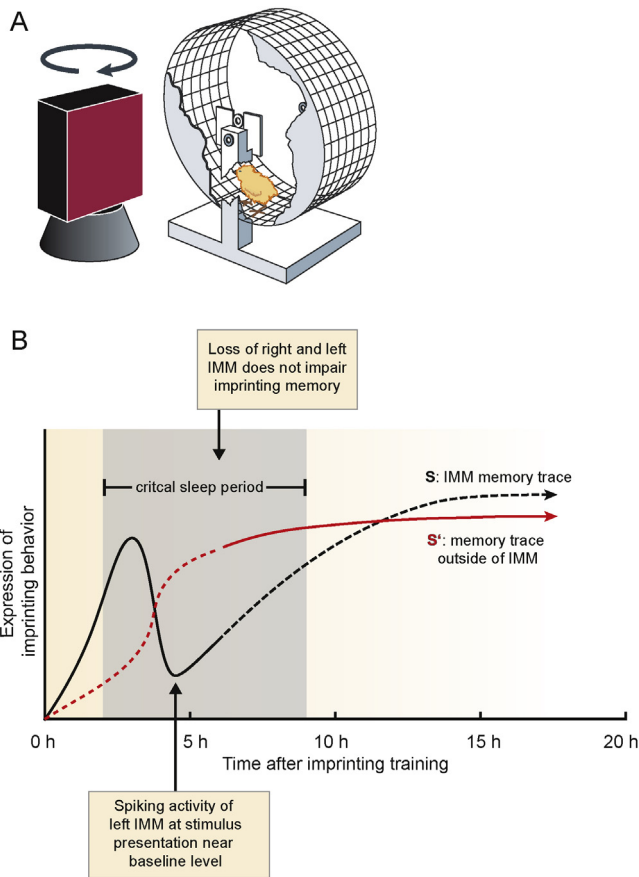 A
B
Loss of right and left
IMM does not impair
imprinting memory
critcal sleep period
S: IMM memory trace
S‘: memory trace
outside of IMM
Expression of
imprinting behavior
0 h
5 h
10 h
15 h
20 h
Time after imprinting training
Spiking activity of
left IMM at stimulus
presentation near
baseline level